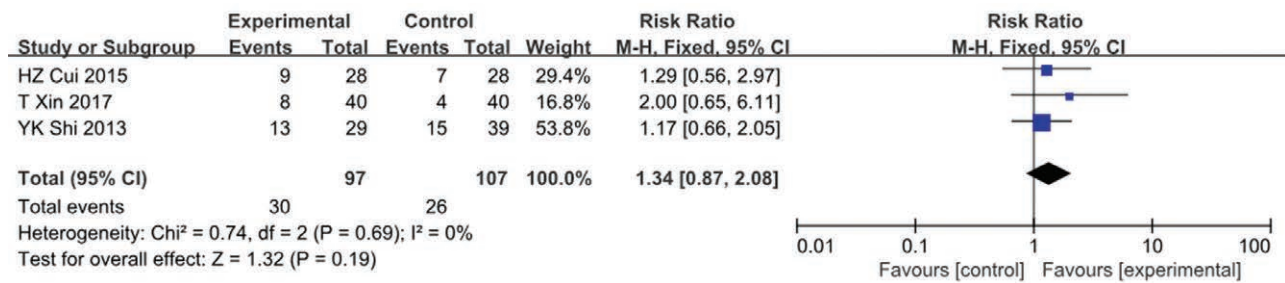 Experimental Control Risk Ratio Risk Ratio
Study or Subgroup Events Total Events Total Weight M-H, Fixed, 95% CI M-H, Fixed, 95% CI
HZ Cui 2015 9 28 7 28 29.4% 1.29 [0.56, 2.97]
T Xin 2017 8 40 4 40 16.8% 2.00 [0.65, 6.11]
YK Shi 2013 13 29 15 39 53.8% 1.17 [0.66, 2.05]
Total (95% CI) 97 107 100.0% 1.34 [0.87, 2.08]
Total events 30 26
Heterogeneity: Chi² = 0.74, df = 2 (P = 0.69); I² = 0%
Test for overall effect: Z = 1.32 (P = 0.19)
0.01 0.1 1 10 100
Favours [control] Favours [experimental]